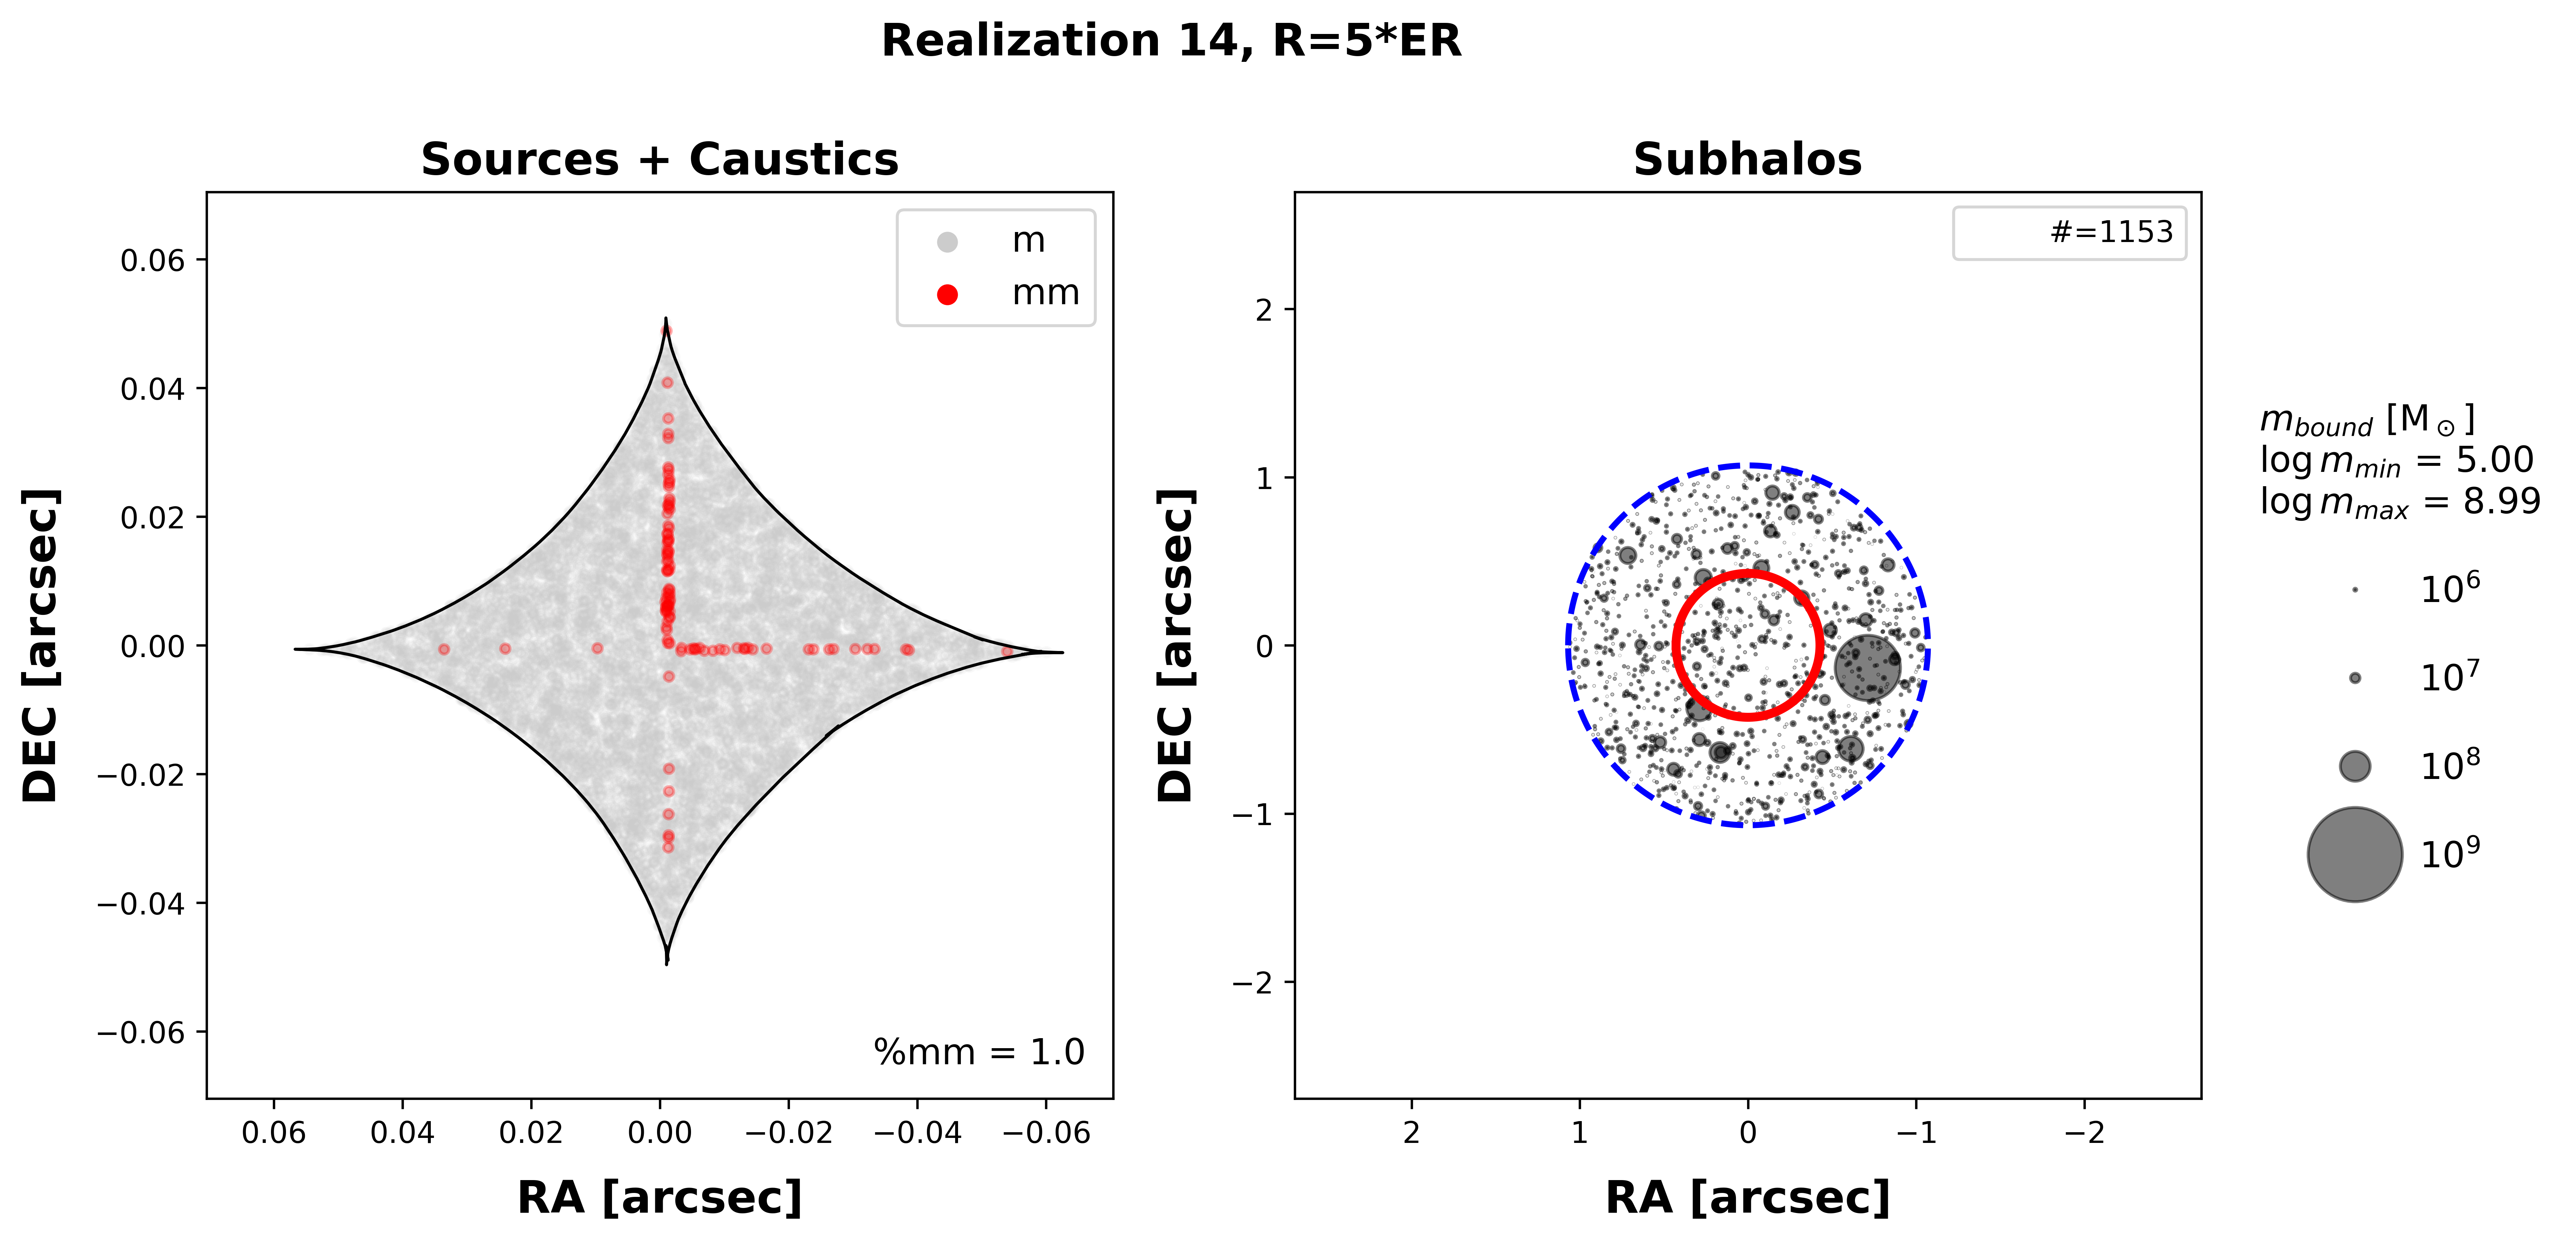 Realization 14, R=5*ER
Sources + Caustics
DEC [arcsec]
0.06
0.04
0.02
0.00
−0.02
−0.04
−0.06
m
mm
%mm = 1.0
0.06 0.04 0.02 0.00 −0.02 −0.04 −0.06
RA [arcsec]
Subhalos
DEC [arcsec]
2
1
0
−1
−2
#=1153
2 1 0 −1 −2
RA [arcsec]
m_bound [M_⊙]
log m_min = 5.00
log m_max = 8.99
10^6
10^7
10^8
10^9